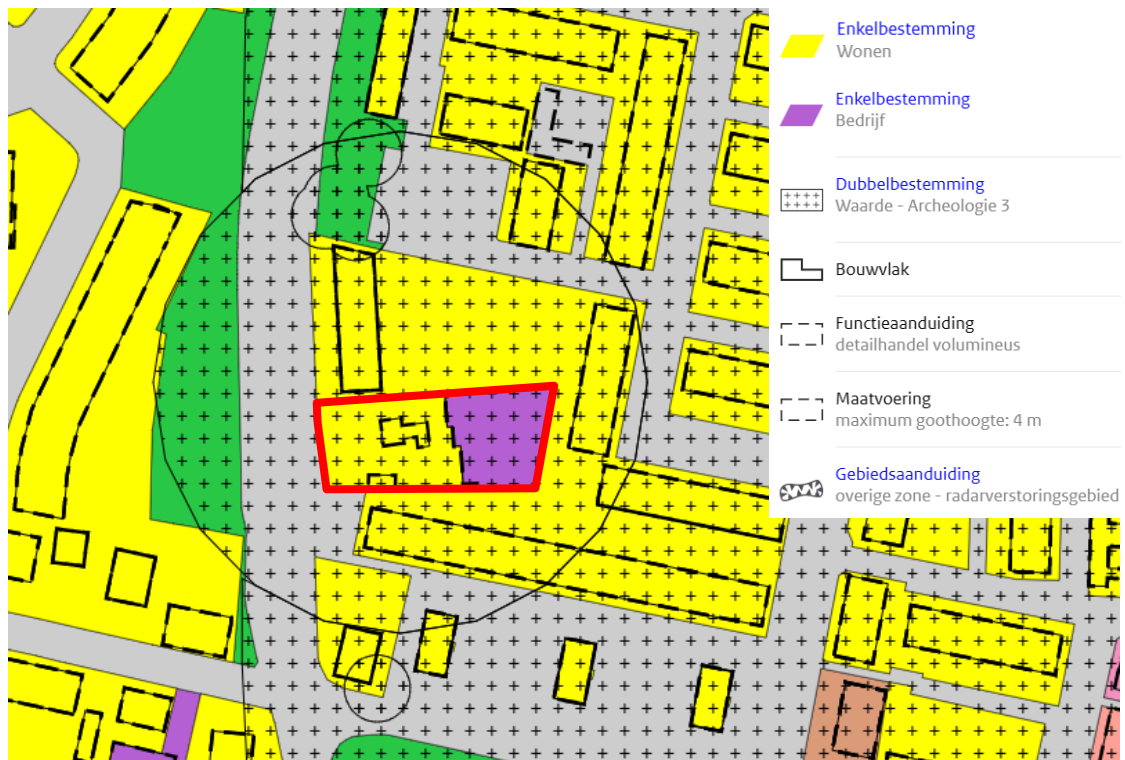 Enkelbestemming
Wonen
Enkelbestemming
Bedrijf
Dubbelbestemming
Waarde - Archeologie 3
Bouwvlak
Functieaanduiding
detailhandel volumineus
Maatvoering
maximum goothoogte: 4 m
Gebiedsaanduiding
overige zone - radarverstoringsgebied